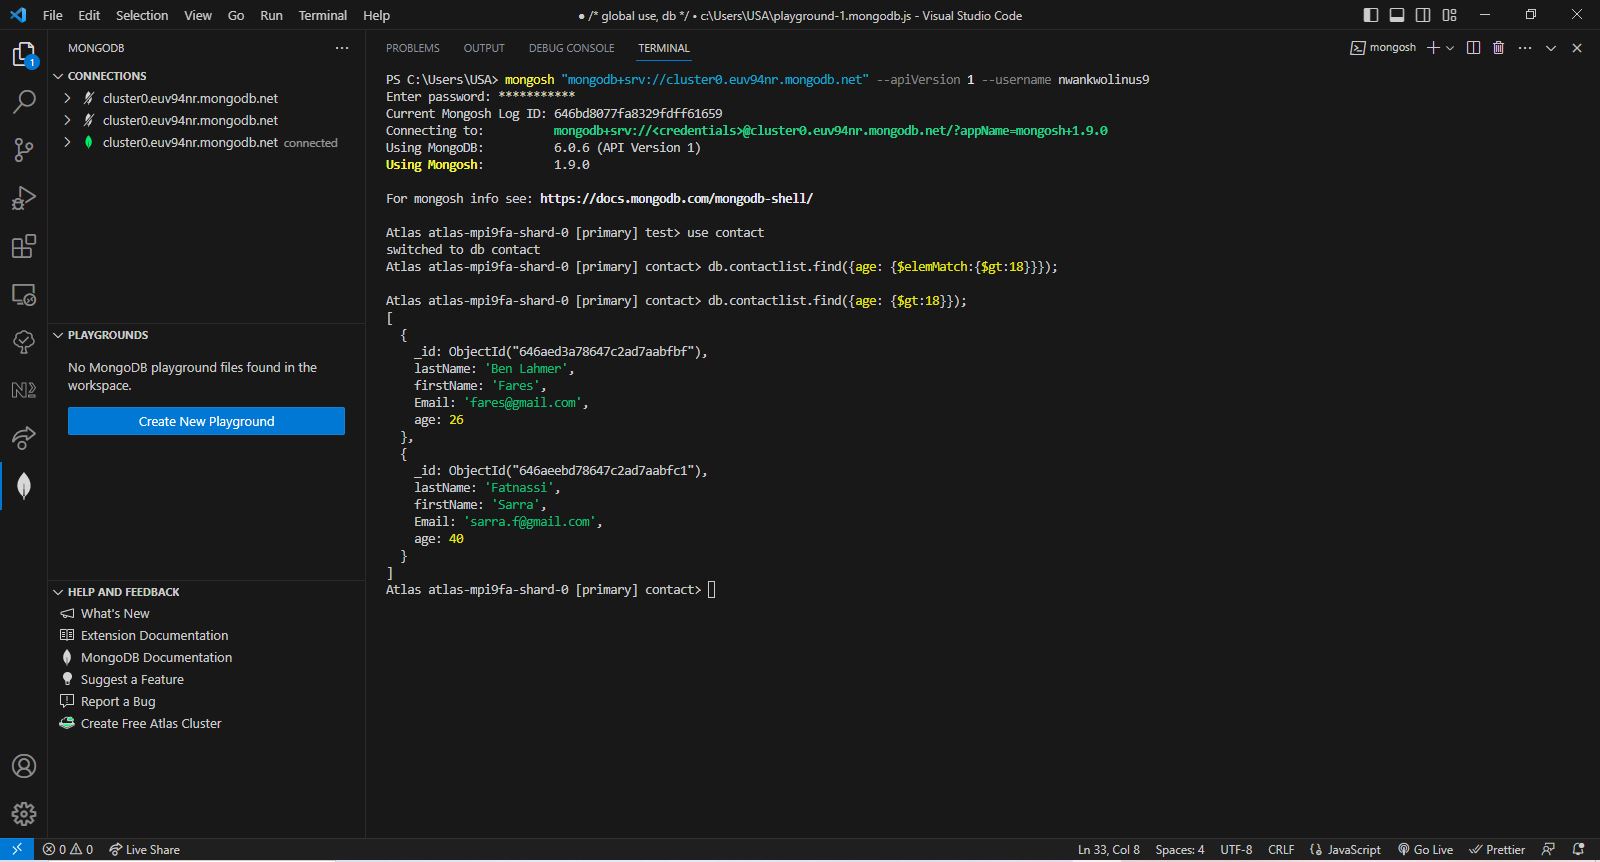 File Edit Selection View Go Run Terminal Help
● /* global use, db */ • c:\Users\USA\playground-1.mongodb.js - Visual Studio Code
MONGODB
CONNECTIONS
cluster0.euv94nr.mongodb.net
cluster0.euv94nr.mongodb.net
cluster0.euv94nr.mongodb.net connected
PLAYGROUNDS
No MongoDB playground files found in the
workspace.
Create New Playground
HELP AND FEEDBACK
What's New
Extension Documentation
MongoDB Documentation
Suggest a Feature
Report a Bug
Create Free Atlas Cluster
1
PROBLEMS OUTPUT DEBUG CONSOLE TERMINAL
mongosh
PS C:\Users\USA> mongosh "mongodb+srv://cluster0.euv94nr.mongodb.net" --apiVersion 1 --username nwankwolinus9
Enter password: ***********
Current Mongosh Log ID: 646bd8077fa8329fdff61659
Connecting to: mongodb+srv://<credentials>@cluster0.euv94nr.mongodb.net/?appName=mongosh+1.9.0
Using MongoDB: 6.0.6 (API Version 1)
Using Mongosh: 1.9.0
For mongosh info see: https://docs.mongodb.com/mongodb-shell/
Atlas atlas-mpi9fa-shard-0 [primary] test> use contact
switched to db contact
Atlas atlas-mpi9fa-shard-0 [primary] contact> db.contactlist.find({age: {$elemMatch:{$gt:18}}});
Atlas atlas-mpi9fa-shard-0 [primary] contact> db.contactlist.find({age: {$gt:18}});
[
{
_id: ObjectId("646aed3a78647c2ad7aabfbf"),
lastName: 'Ben Lahmer',
firstName: 'Fares',
Email: 'fares@gmail.com',
age: 26
},
{
_id: ObjectId("646aeebd78647c2ad7aabfc1"),
lastName: 'Fatnassi',
firstName: 'Sarra',
Email: 'sarra.f@gmail.com',
age: 40
}
]
Atlas atlas-mpi9fa-shard-0 [primary] contact>
0 0 Live Share
Ln 33, Col 8 Spaces: 4 UTF-8 CRLF {} JavaScript Go Live Prettier